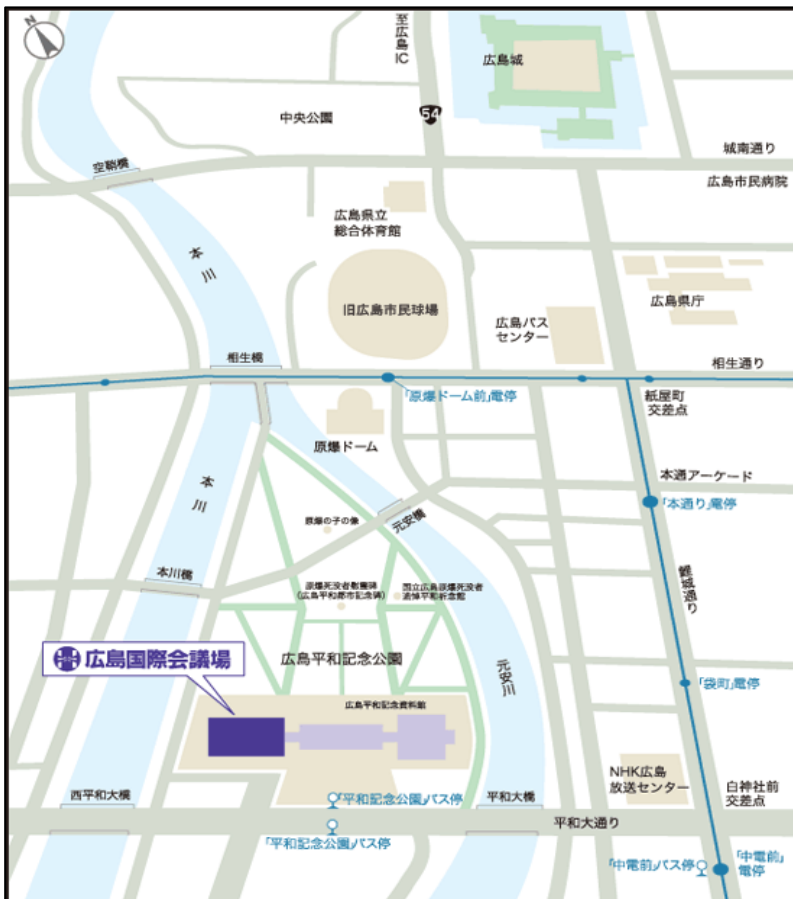 N
至広島IC
54
広島城
中央公園
城南通り
空鞘橋
広島市民病院
広島県立
総合体育館
本川
旧広島市民球場
広島バス
センター
広島県庁
相生橋
相生通り
「原爆ドーム前」電停
紙屋町
交差点
原爆ドーム
本通アーケード
本川
「本通り」電停
原爆の子の像
元安橋
本川橋
原爆死没者慰霊碑
(広島平和都市記念碑)
国立広島原爆死没者
追悼平和祈念館
鯉城通り
広島国際会議場
広島平和記念公園
元安川
「袋町」電停
広島平和記念資料館
NHK広島
放送センター
白神社前
交差点
西平和大橋
「平和記念公園」バス停
平和大橋
平和大通り
「平和記念公園」バス停
「中電前」バス停
「中電前」
電停